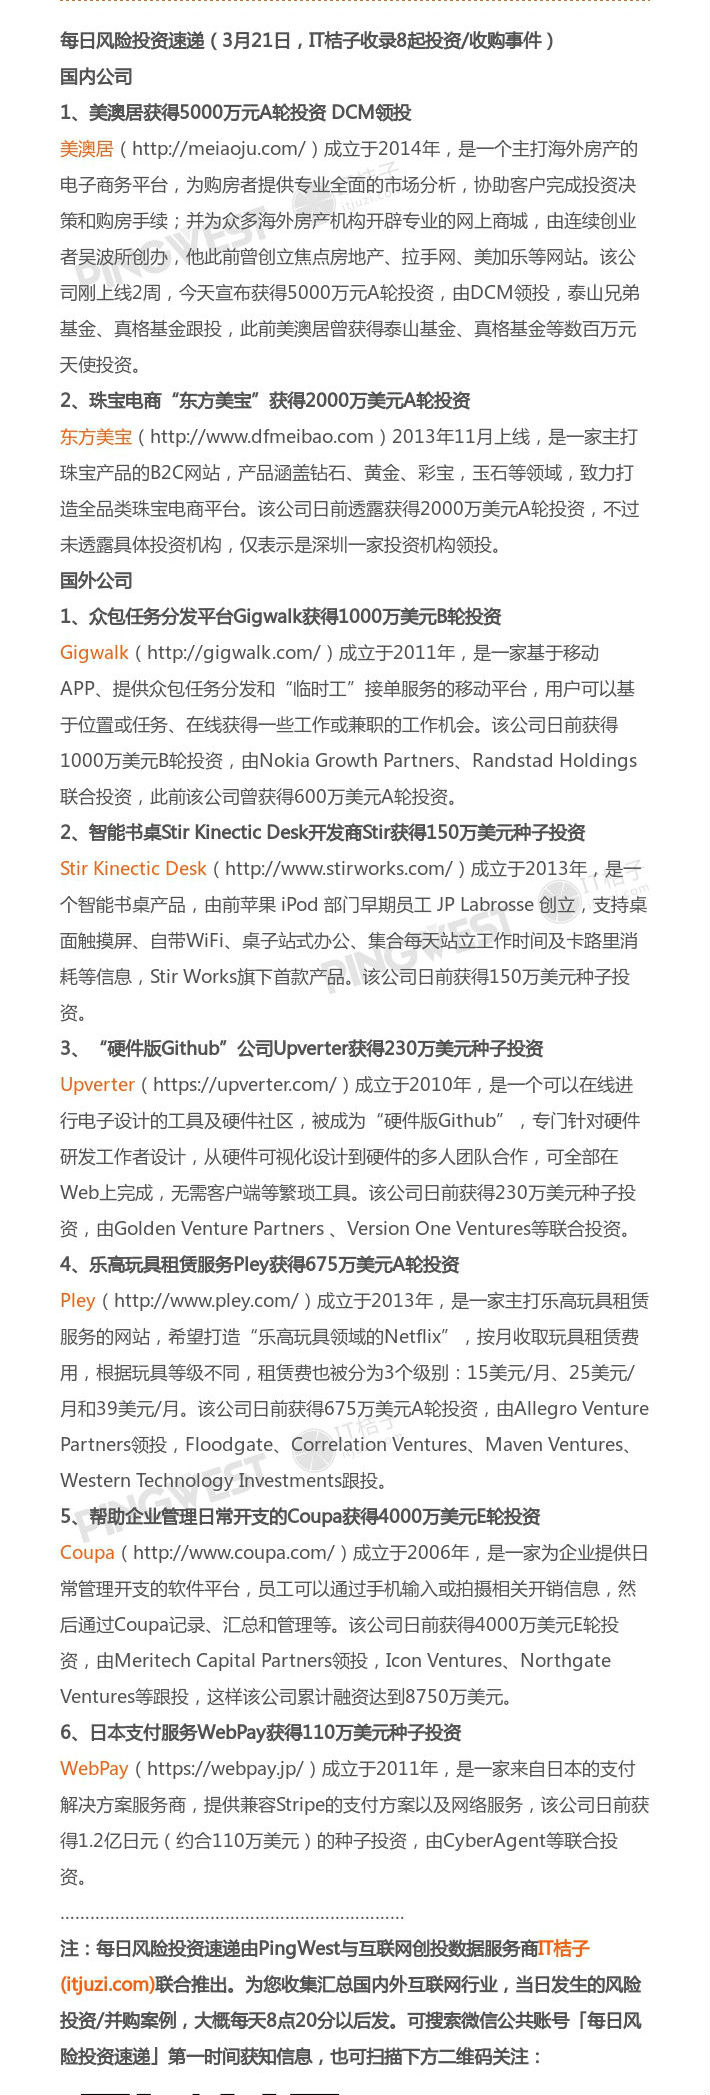 每日风险投资速递（3月21日，IT桔子收录8起投资/收购事件）
国内公司
1、美澳居获得5000万元A轮投资 DCM领投
美澳居（http://meiaoju.com/）成立于2014年，是一个主打海外房产的
电子商务平台，为购房者提供专业全面的市场分析，协助客户完成投资决
策和购房手续；并为众多海外房产机构开辟专业的网上商城，由连续创业
者吴波所创办，他此前曾创立焦点房地产、拉手网、美加乐等网站。该公
司刚上线2周，今天宣布获得5000万元A轮投资，由DCM领投，泰山兄弟
基金、真格基金跟投，此前美澳居曾获得泰山基金、真格基金等数百万元
天使投资。
2、珠宝电商“东方美宝”获得2000万美元A轮投资
东方美宝（http://www.dfmeibao.com）2013年11月上线，是一家主打
珠宝产品的B2C网站，产品涵盖钻石、黄金、彩宝，玉石等领域，致力打
造全品类珠宝电商平台。该公司日前透露获得2000万美元A轮投资，不过
未透露具体投资机构，仅表示是深圳一家投资机构领投。
国外公司
1、众包任务分发平台Gigwalk获得1000万美元B轮投资
Gigwalk（http://gigwalk.com/）成立于2011年，是一家基于移动
APP、提供众包任务分发和“临时工”接单服务的移动平台，用户可以基
于位置或任务、在线获得一些工作或兼职的工作机会。该公司日前获得
1000万美元B轮投资，由Nokia Growth Partners、Randstad Holdings
联合投资，此前该公司曾获得600万美元A轮投资。
2、智能书桌Stir Kinectic Desk开发商Stir获得150万美元种子投资
Stir Kinectic Desk（http://www.stirworks.com/）成立于2013年，是一
个智能书桌产品，由前苹果 iPod 部门早期员工 JP Labrosse 创立，支持桌
面触摸屏、自带WiFi、桌子站式办公、集合每天站立工作时间及卡路里消
耗等信息，Stir Works旗下首款产品。该公司日前获得150万美元种子投
资。
3、“硬件版Github”公司Upverter获得230万美元种子投资
Upverter（https://upverter.com/）成立于2010年，是一个可以在线进
行电子设计的工具及硬件社区，被成为“硬件版Github”，专门针对硬件
研发工作者设计，从硬件可视化设计到硬件的多人团队合作，可全部在
Web上完成，无需客户端等繁琐工具。该公司日前获得230万美元种子投
资，由Golden Venture Partners 、Version One Ventures等联合投资。
4、乐高玩具租赁服务Pley获得675万美元A轮投资
Pley（http://www.pley.com/）成立于2013年，是一家主打乐高玩具租赁
服务的网站，希望打造“乐高玩具领域的Netflix”，按月收取玩具租赁费
用，根据玩具等级不同，租赁费也被分为3个级别：15美元/月、25美元/
月和39美元/月。该公司日前获得675万美元A轮投资，由Allegro Venture
Partners领投，Floodgate、Correlation Ventures、Maven Ventures、
Western Technology Investments跟投。
5、帮助企业管理日常开支的Coupa获得4000万美元E轮投资
Coupa（http://www.coupa.com/）成立于2006年，是一家为企业提供日
常管理开支的软件平台，员工可以通过手机输入或拍摄相关开销信息，然
后通过Coupa记录、汇总和管理等。该公司日前获得4000万美元E轮投
资，由Meritech Capital Partners领投，Icon Ventures、Northgate
Ventures等跟投，这样该公司累计融资达到8750万美元。
6、日本支付服务WebPay获得110万美元种子投资
WebPay（https://webpay.jp/）成立于2011年，是一家来自日本的支付
解决方案服务商，提供兼容Stripe的支付方案以及网络服务，该公司日前获
得1.2亿日元（约合110万美元）的种子投资，由CyberAgent等联合投
资。
.....................................................................
注：每日风险投资速递由PingWest与互联网创投数据服务商IT桔子
(itjuzi.com)联合推出。为您收集汇总国内外互联网行业，当日发生的风险
投资/并购案例，大概每天8点20分以后发。可搜索微信公共账号「每日风
险投资速递」第一时间获知信息，也可扫描下方二维码关注：
PINGWEST IT桔子 itjuzi.com
PINGWEST IT桔子
PINGWEST IT桔子